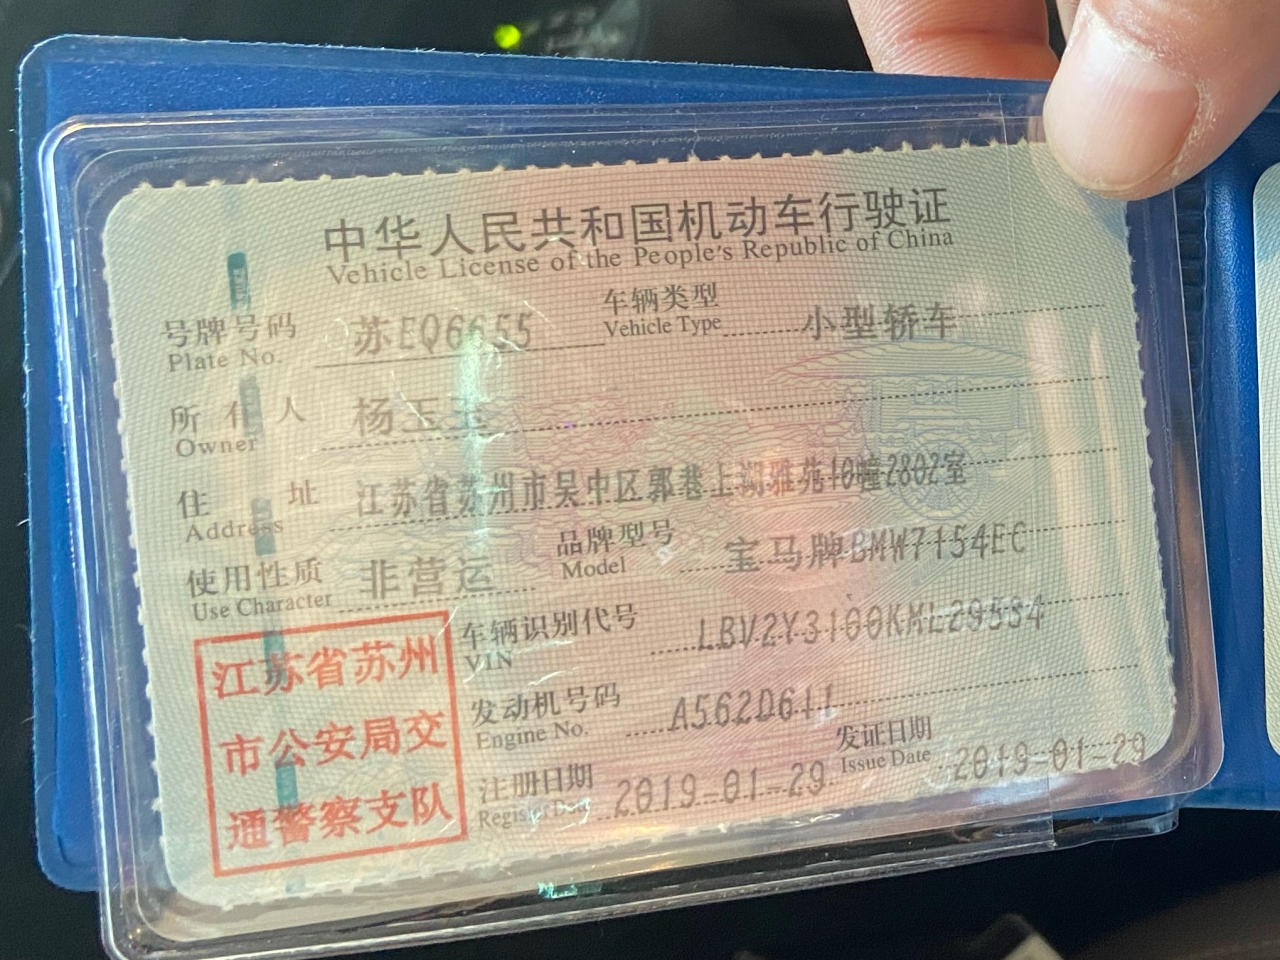 中华人民共和国机动车行驶证
Vehicle License of the People's Republic of China
号牌号码 Plate No. 苏EQ6655 车辆类型 Vehicle Type 小型轿车
所有人 Owner 杨玉
住址 Address 江苏省苏州市吴中区郭巷上湖雅苑10幢2802室
使用性质 Use Character 非营运 品牌型号 Model 宝马牌BMW7154EC
车辆识别代号 VIN
发动机号码 Engine No. A562D611
注册日期 Register Date 2019-01-29 发证日期 Issue Date 2019-01-29
江苏省苏州
市公安局交
通警察支队